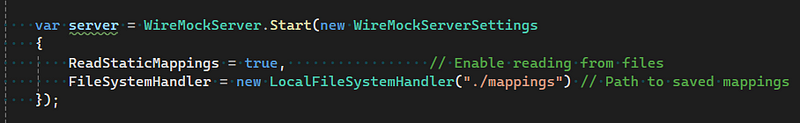 var server = WireMockServer.Start(new WireMockServerSettings
{
    ReadStaticMappings = true,                  // Enable reading from files
    FileSystemHandler = new LocalFileSystemHandler("./mappings") // Path to saved mappings
});